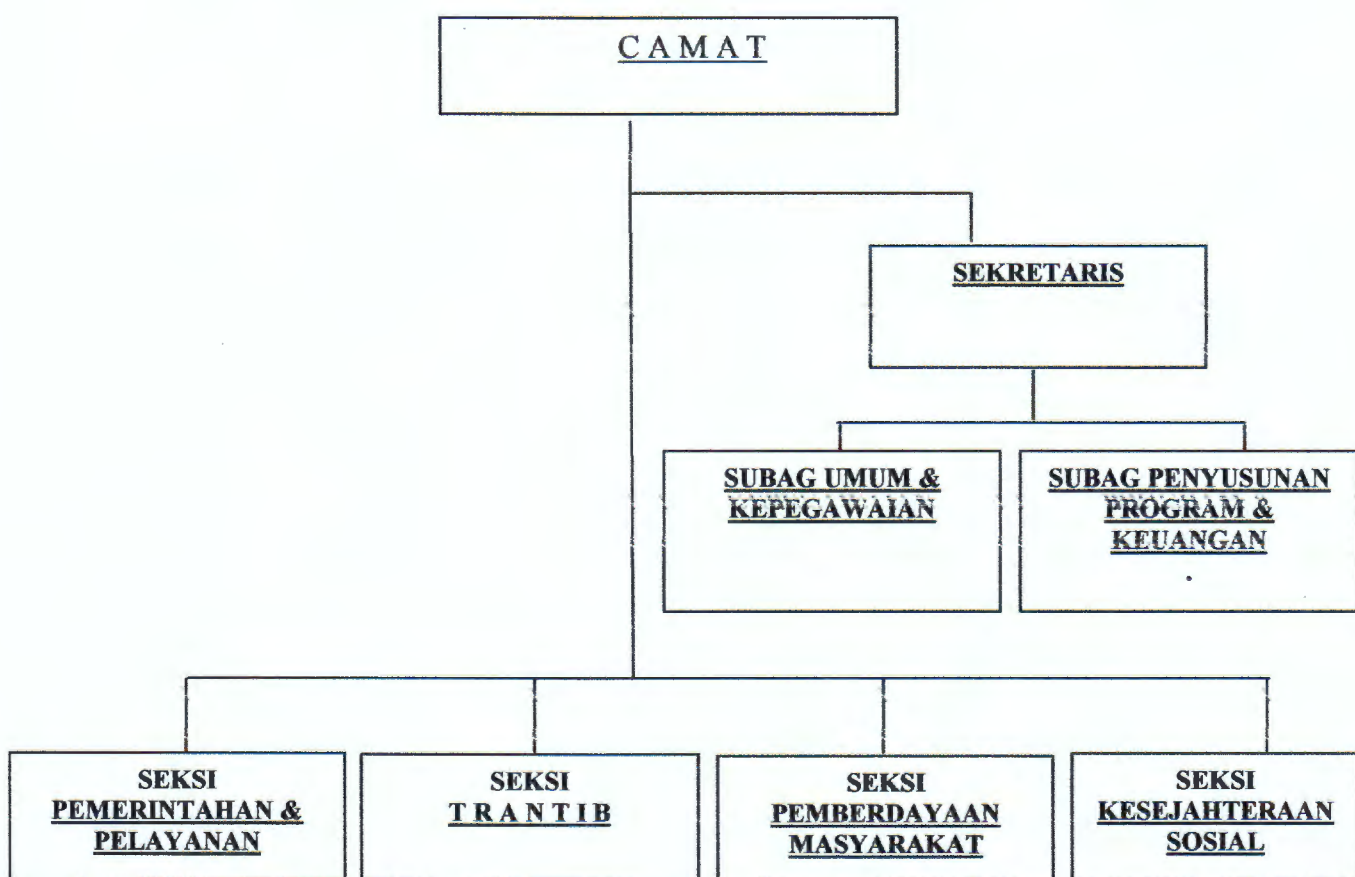 C A M A T
SEKRETARIS
SUBAG UMUM &
KEPEGAWAIAN
SUBAG PENYUSUNAN
PROGRAM &
KEUANGAN
SEKSI
PEMERINTAHAN &
PELAYANAN
SEKSI
T R A N T I B
SEKSI
PEMBERDAYAAN
MASYARAKAT
SEKSI
KESEJAHTERAAN
SOSIAL